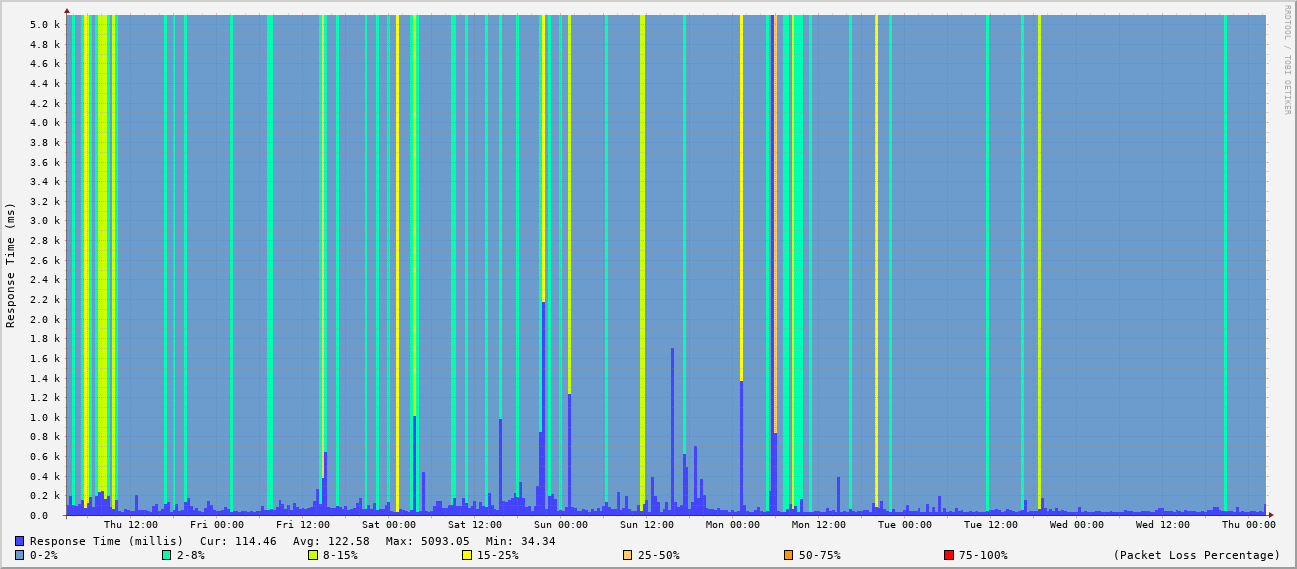 RRDTOOL / TOBI OETIKER
Response Time (ms)
5.0 k
4.8 k
4.6 k
4.4 k
4.2 k
4.0 k
3.8 k
3.6 k
3.4 k
3.2 k
3.0 k
2.8 k
2.6 k
2.4 k
2.2 k
2.0 k
1.8 k
1.6 k
1.4 k
1.2 k
1.0 k
0.8 k
0.6 k
0.4 k
0.2 k
0.0
Thu 12:00 Fri 00:00 Fri 12:00 Sat 00:00 Sat 12:00 Sun 00:00 Sun 12:00 Mon 00:00 Mon 12:00 Tue 00:00 Tue 12:00 Wed 00:00 Wed 12:00 Thu 00:00
Response Time (millis) Cur: 114.46 Avg: 122.58 Max: 5093.05 Min: 34.34
0-2% 2-8% 8-15% 15-25% 25-50% 50-75% 75-100% (Packet Loss Percentage)